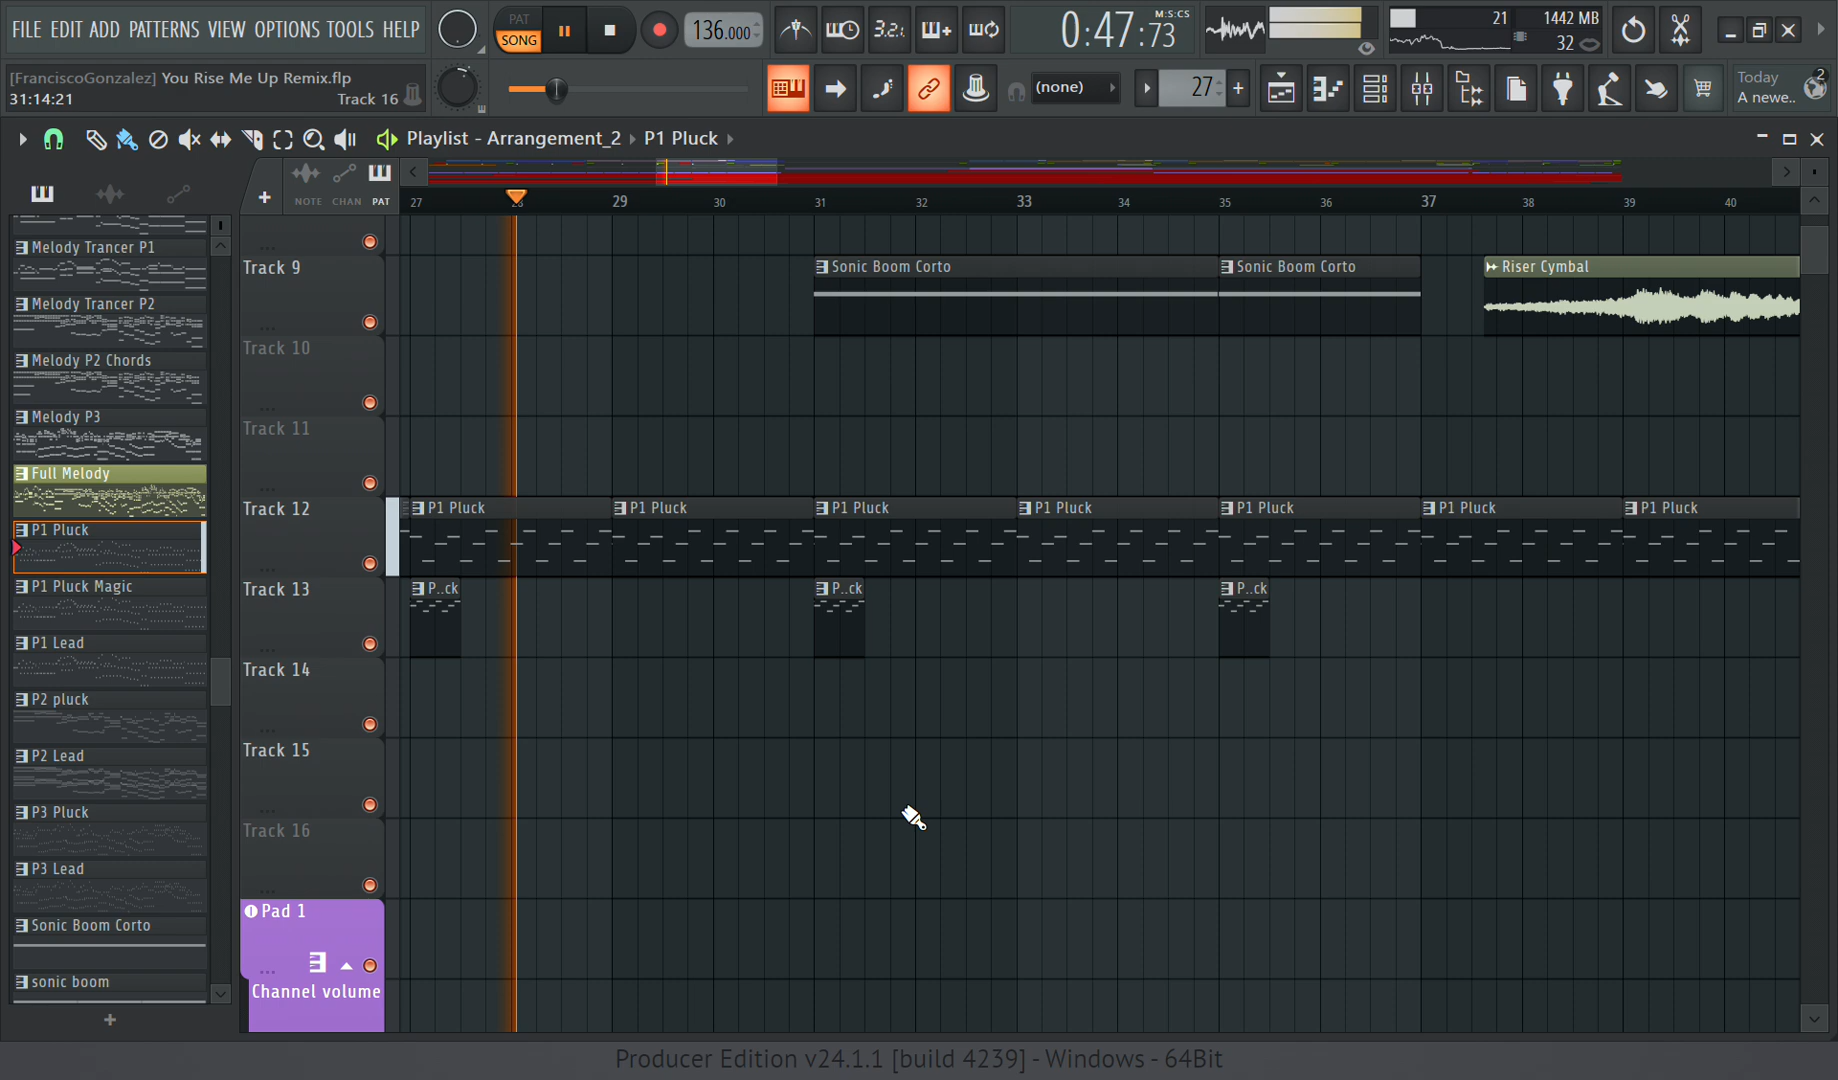 FILE EDIT ADD PATTERNS VIEW OPTIONS TOOLS HELP
PAT
SONG
136.000
3.2.
0:47:73
M:S:CS
21
1442 MB
32
[FranciscoGonzalez] You Rise Me Up Remix.flp
31:14:21
Track 16
(none)
27
Today
A newe..
2
Playlist - Arrangement_2 P1 Pluck
NOTE CHAN PAT
27 28 29 30 31 32 33 34 35 36 37 38 39 40
Melody Trancer P1
Melody Trancer P2
Melody P2 Chords
Melody P3
Full Melody
P1 Pluck
P1 Pluck Magic
P1 Lead
P2 pluck
P2 Lead
P3 Pluck
P3 Lead
Sonic Boom Corto
sonic boom
Track 9
Sonic Boom Corto
Sonic Boom Corto
Riser Cymbal
Track 10
Track 11
Track 12
P1 Pluck
P1 Pluck
P1 Pluck
P1 Pluck
P1 Pluck
P1 Pluck
P1 Pluck
Track 13
P..ck
P..ck
P..ck
Track 14
Track 15
Track 16
Pad 1
Channel volume
Producer Edition v24.1.1 [build 4239] - Windows - 64Bit